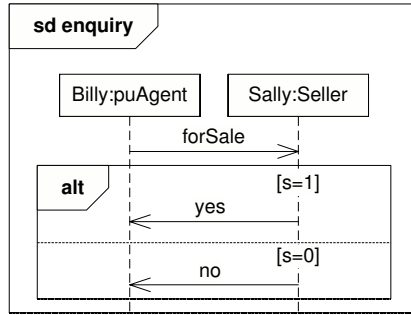 sd enquiry
Billy:puAgent
Sally:Seller
forSale
alt
[s=1]
yes
[s=0]
no